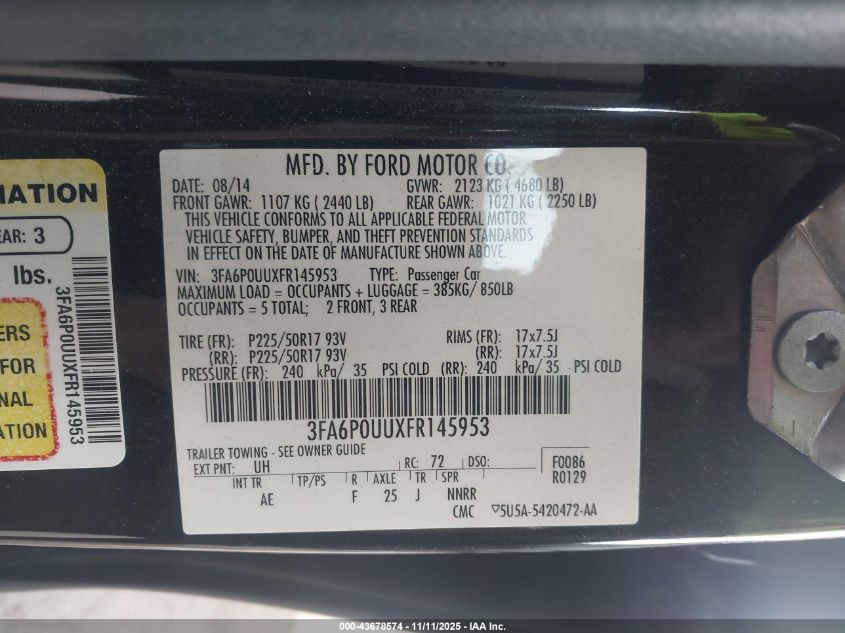 MFD. BY FORD MOTOR CO.
DATE: 08/14 GVWR: 2123 KG ( 4680 LB)
FRONT GAWR: 1107 KG ( 2440 LB) REAR GAWR: 1021 KG ( 2250 LB)
THIS VEHICLE CONFORMS TO ALL APPLICABLE FEDERAL MOTOR
VEHICLE SAFETY, BUMPER, AND THEFT PREVENTION STANDARDS
IN EFFECT ON THE DATE OF MANUFACTURE SHOWN ABOVE.
VIN: 3FA6P0UUXFR145953 TYPE: Passenger Car
MAXIMUM LOAD = OCCUPANTS + LUGGAGE = 385KG/ 850LB
OCCUPANTS = 5 TOTAL; 2 FRONT, 3 REAR
TIRE (FR): P225/50R17 93V RIMS (FR): 17x7.5J
(RR): P225/50R17 93V (RR): 17x7.5J
PRESSURE (FR): 240 kPa/ 35 PSI COLD (RR): 240 kPa/ 35 PSI COLD
3FA6P0UUXFR145953
TRAILER TOWING - SEE OWNER GUIDE
EXT PNT: UH RC: 72 DSO: F0086
R0129
INT TR TP/PS R AXLE TR SPR
AE F 25 J NNRR
CMC ▽5U5A-5420472-AA
MATION
EAR: 3
lbs.
3FA6P0UUXFR145953
ERS
FOR
NAL
ATION
000-43678574 - 11/11/2025 - IAA Inc.